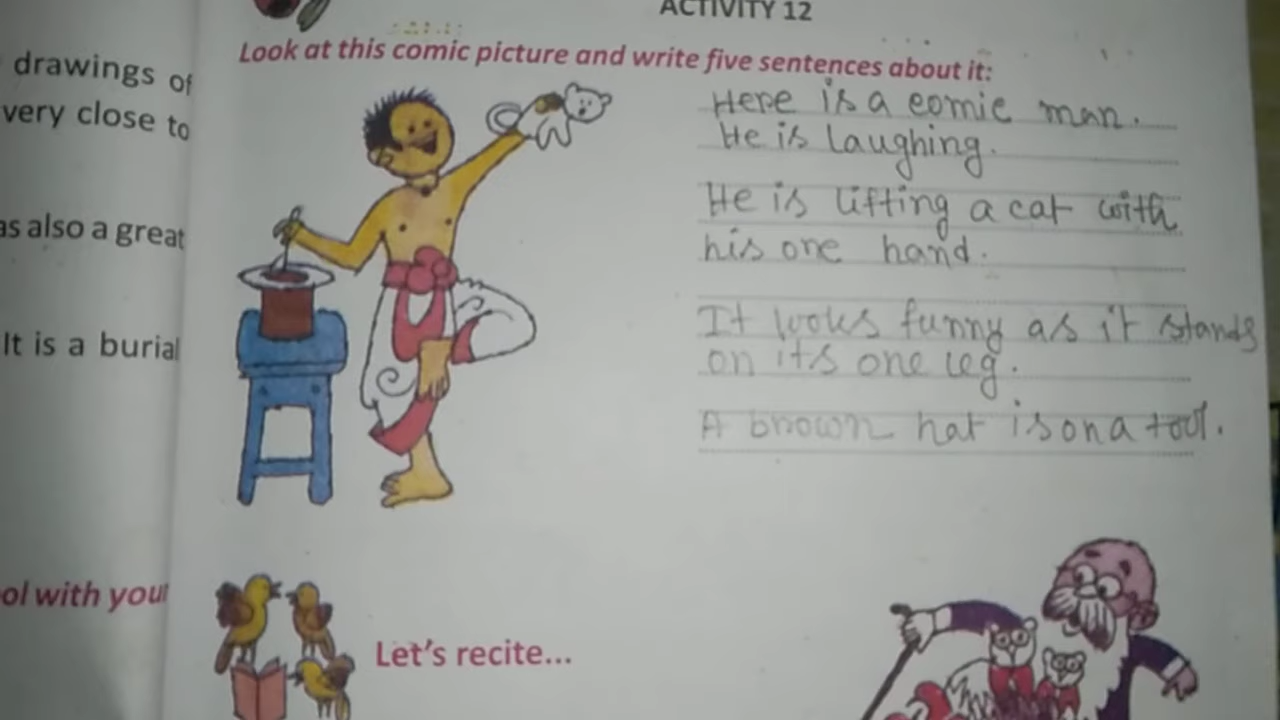 ACTIVITY 12
drawings of
very close to
as also a great
It is a burial
ol with your
Look at this comic picture and write five sentences about it:
Here is a comic man.
He is laughing.
He is lifting a cat with
his one hand.
It looks funny as it stands
on its one leg.
A brown hat is on a tool.
Let's recite...